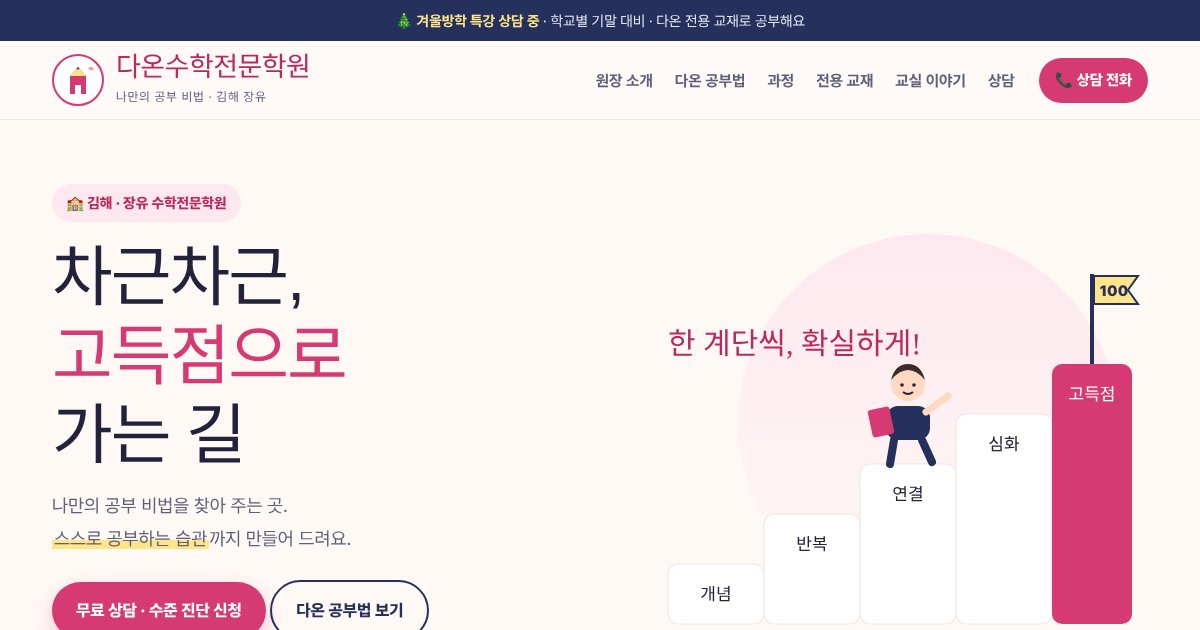 겨울방학 특강 상담 중 · 학교별 기말 대비 · 다온 전용 교재로 공부해요
다온수학전문학원
나만의 공부 비법 · 김해 장유
원장 소개 다온 공부법 과정 전용 교재 교실 이야기 상담 상담 전화
김해 · 장유 수학전문학원
차근차근,
고득점으로
가는 길
나만의 공부 비법을 찾아 주는 곳.
스스로 공부하는 습관까지 만들어 드려요.
무료 상담 · 수준 진단 신청 다온 공부법 보기
한 계단씩, 확실하게!
100
고득점
심화
연결
반복
개념